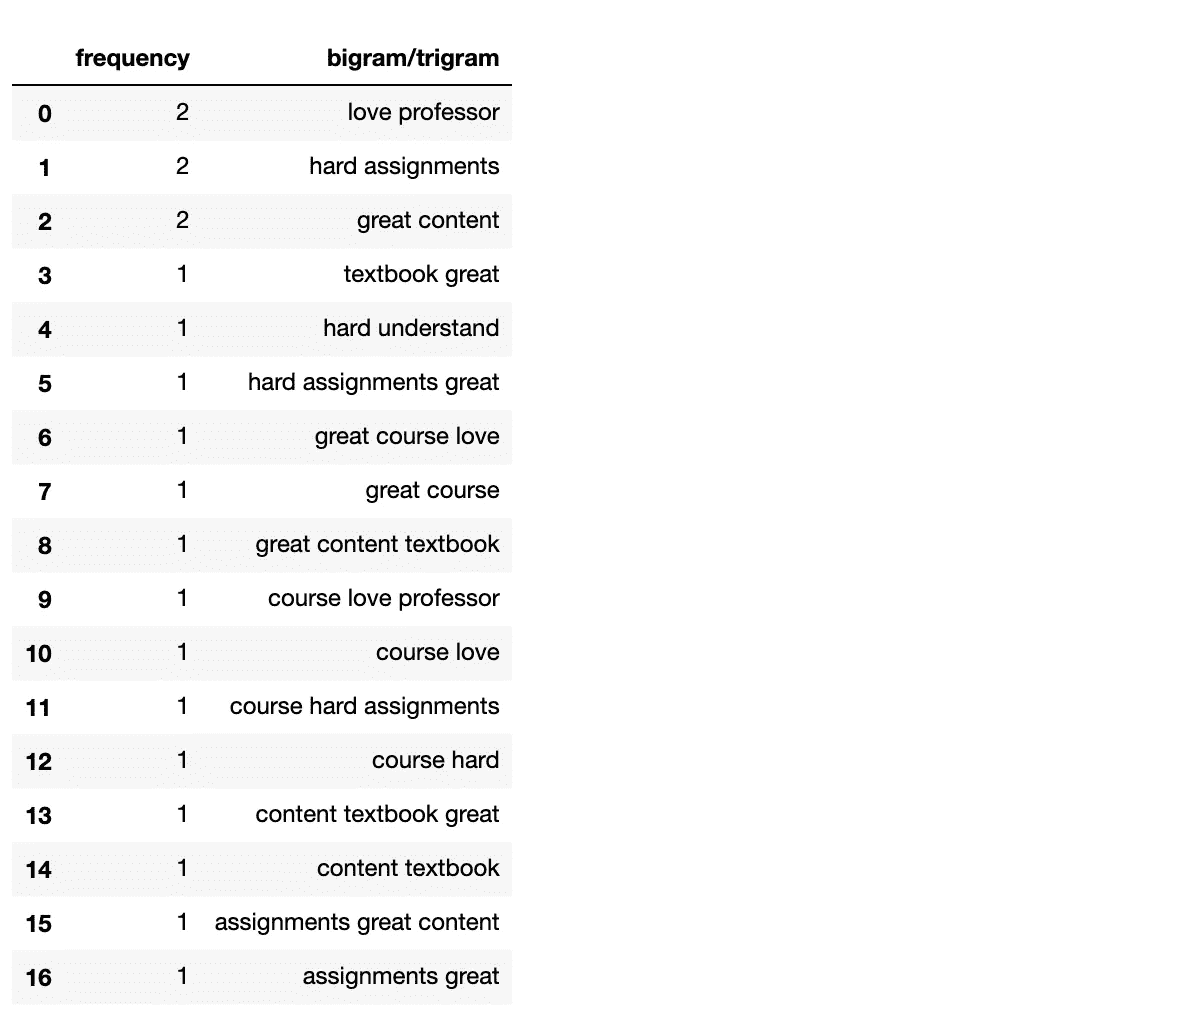 frequency bigram/trigram
0 2 love professor
1 2 hard assignments
2 2 great content
3 1 textbook great
4 1 hard understand
5 1 hard assignments great
6 1 great course love
7 1 great course
8 1 great content textbook
9 1 course love professor
10 1 course love
11 1 course hard assignments
12 1 course hard
13 1 content textbook great
14 1 content textbook
15 1 assignments great content
16 1 assignments great